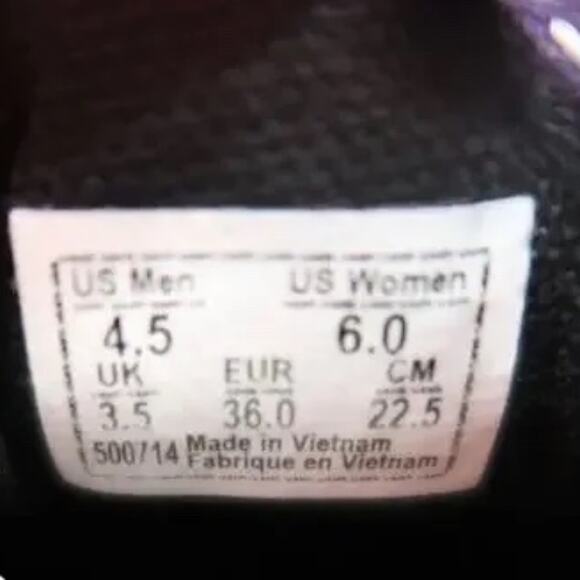 US Men US Women
4.5 6.0
UK EUR CM
3.5 36.0 22.5
500714 Made in Vietnam
Fabrique en Vietnam